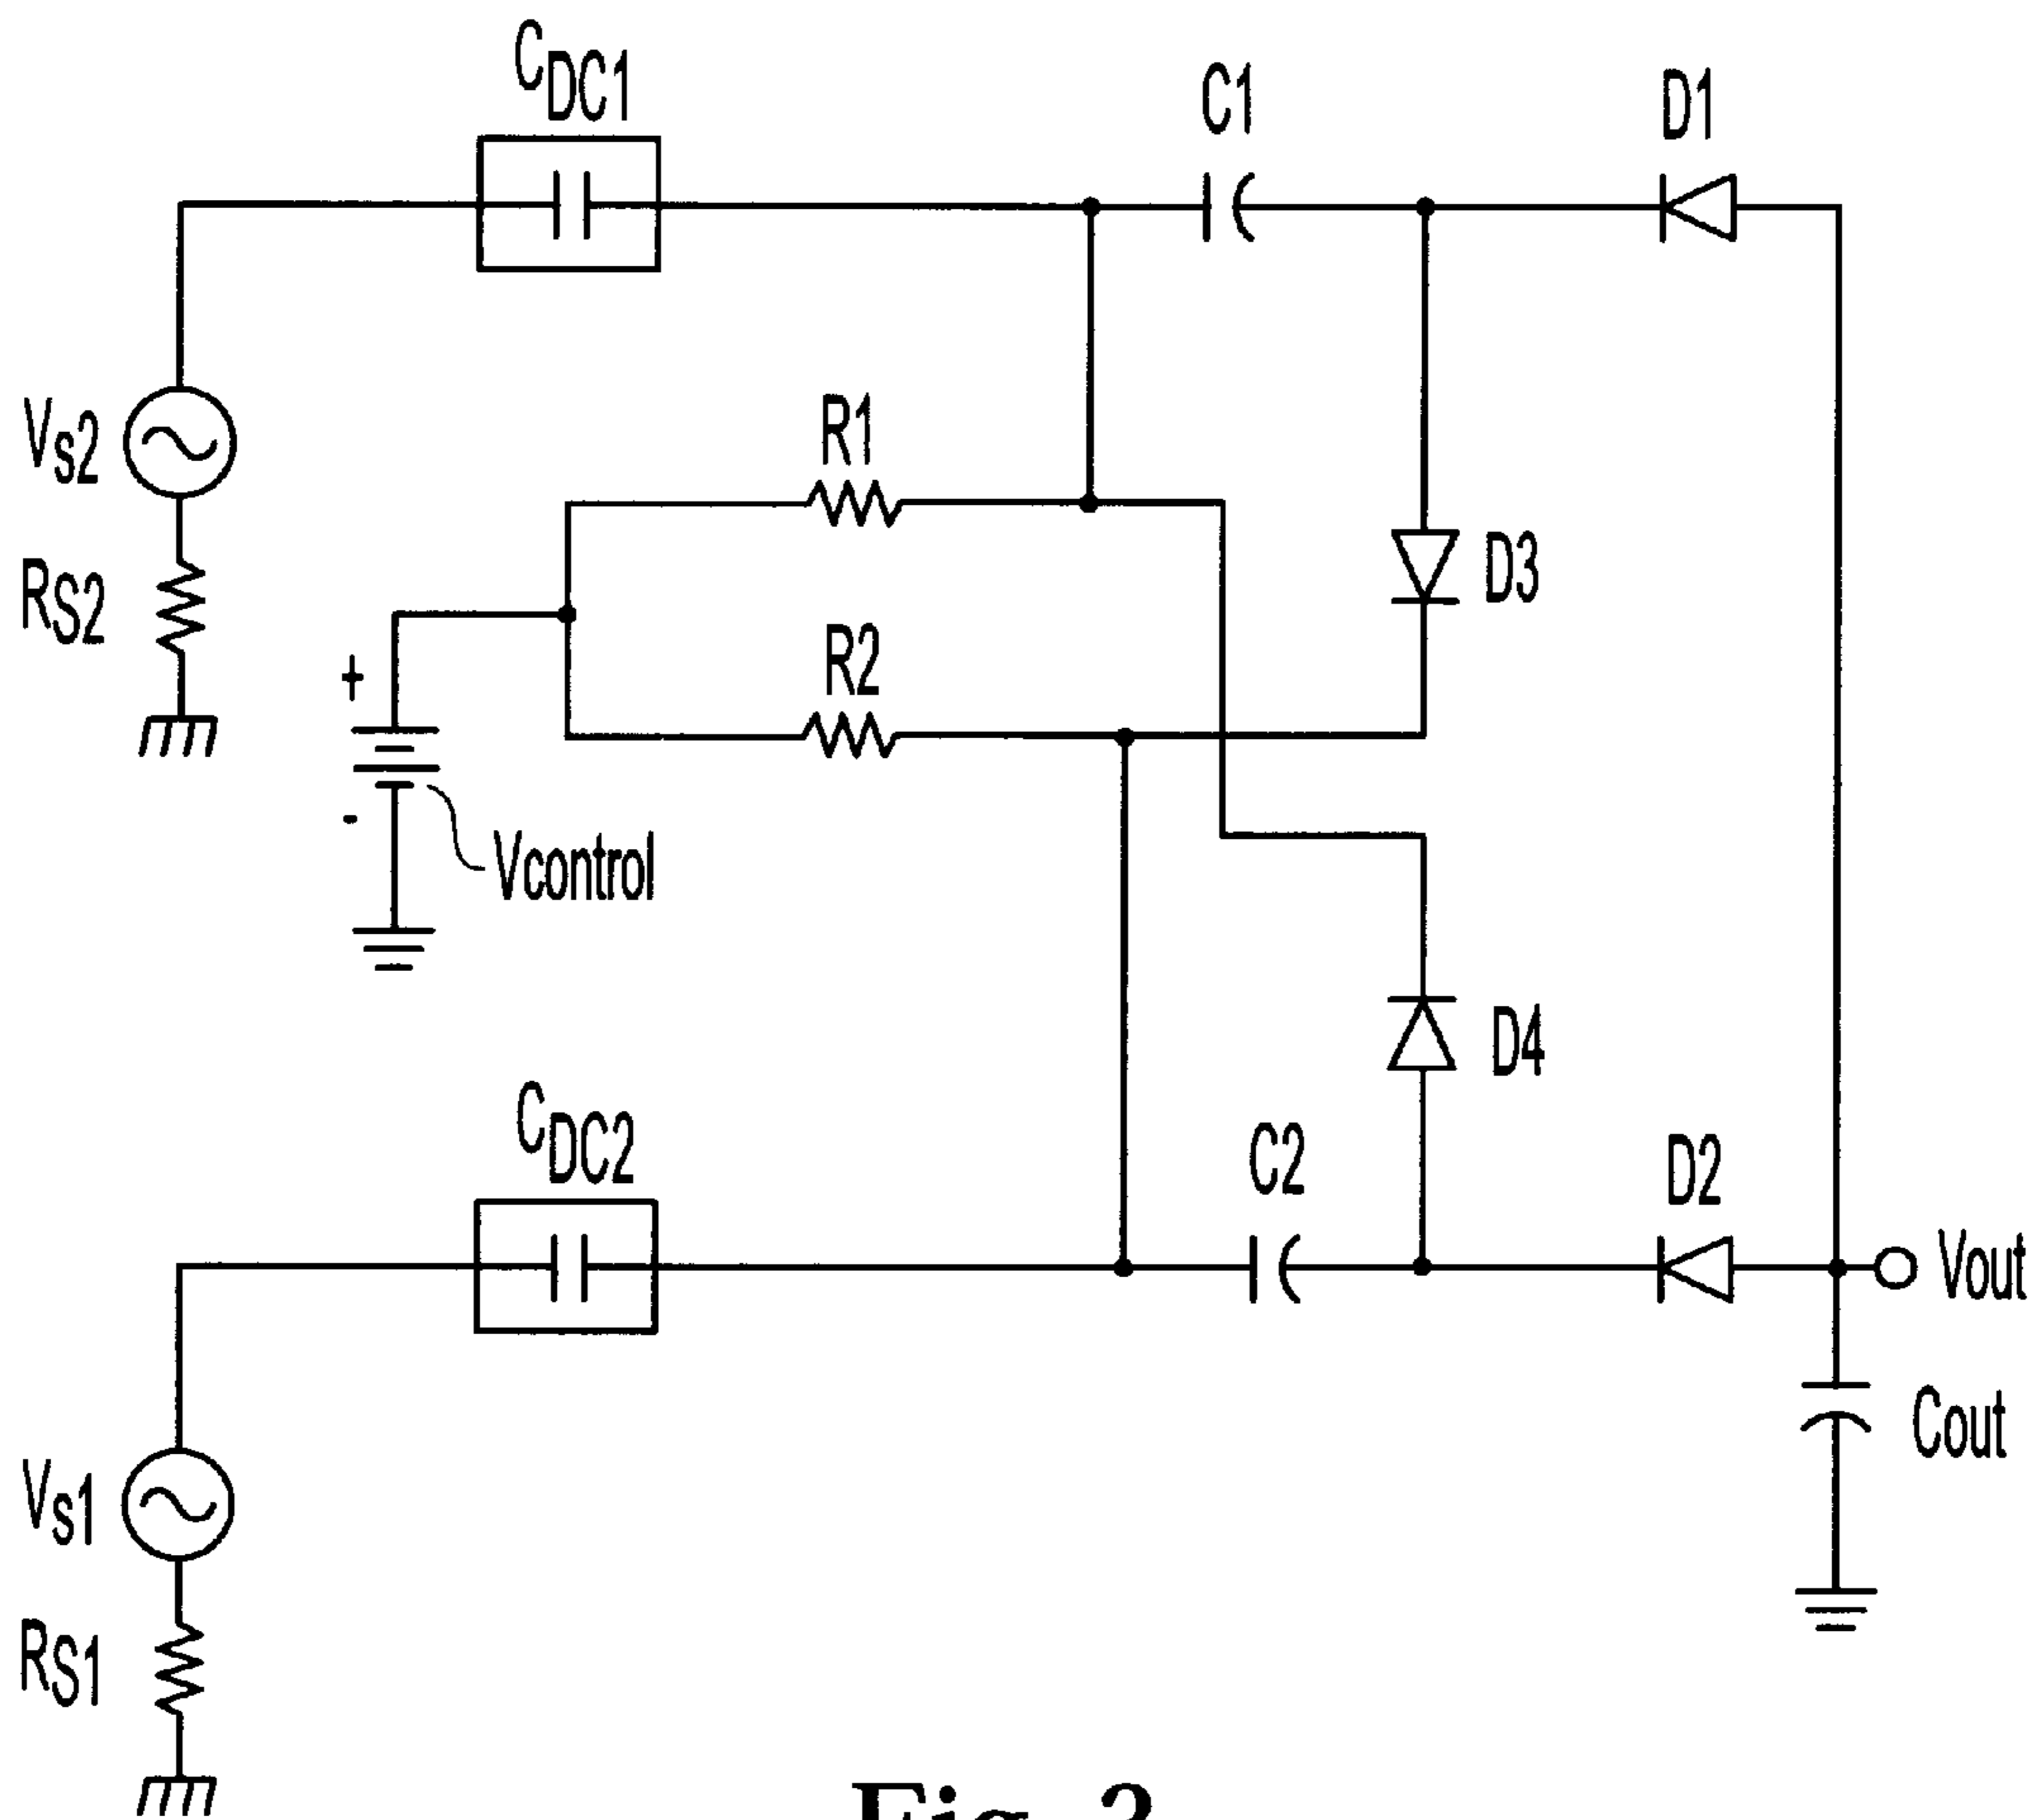 CDC1
C1
D1
Vs2
R1
RS2
D3
R2
+
-
Vcontrol
D4
CDC2
C2
D2
Vout
Cout
Vs1
RS1